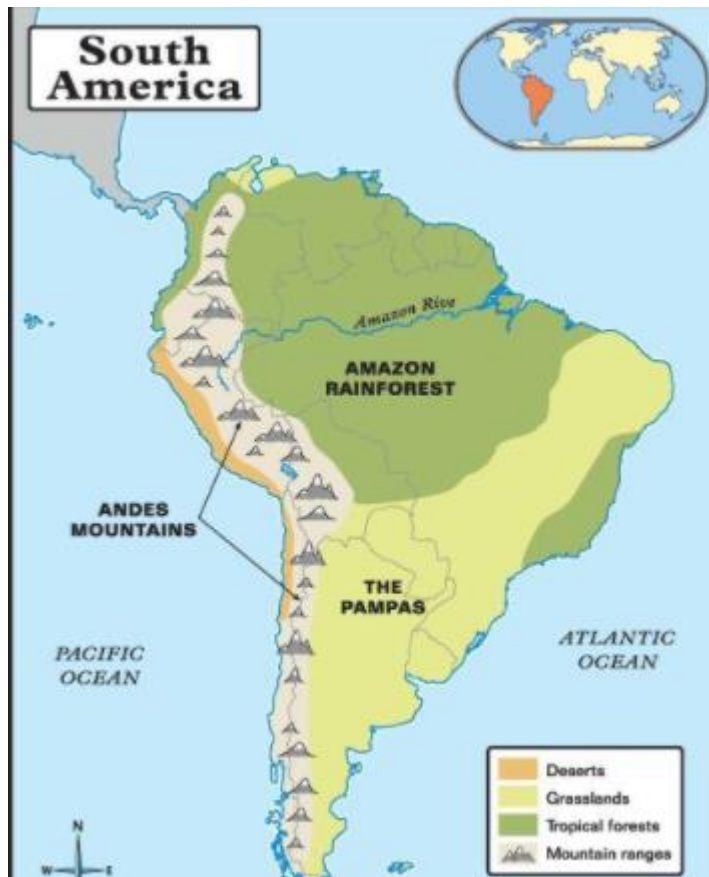 South
America
Amazon Rive
AMAZON
RAINFOREST
ANDES
MOUNTAINS
THE
PAMPAS
PACIFIC
OCEAN
ATLANTIC
OCEAN
Deserts
Grasslands
Tropical forests
Mountain ranges
N
W
E